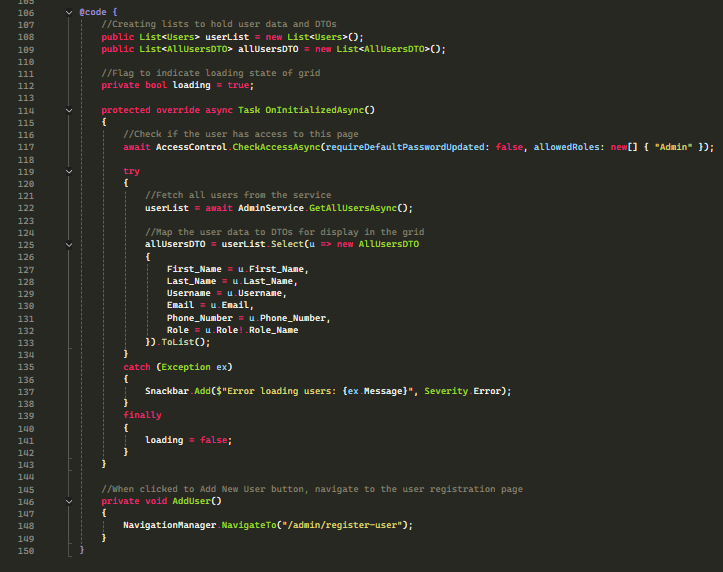 105
106 @code {
107 //Creating lists to hold user data and DTOs
108 public List<Users> userList = new List<Users>();
109 public List<AllUsersDTO> allUsersDTO = new List<AllUsersDTO>();
110
111 //Flag to indicate loading state of grid
112 private bool loading = true;
113
114 protected override async Task OnInitializedAsync()
115 {
116 //Check if the user has access to this page
117 await AccessControl.CheckAccessAsync(requireDefaultPasswordUpdated: false, allowedRoles: new[] { "Admin" });
118
119 try
120 {
121 //Fetch all users from the service
122 userList = await AdminService.GetAllUsersAsync();
123
124 //Map the user data to DTOs for display in the grid
125 allUsersDTO = userList.Select(u => new AllUsersDTO
126 {
127 First_Name = u.First_Name,
128 Last_Name = u.Last_Name,
129 Username = u.Username,
130 Email = u.Email,
131 Phone_Number = u.Phone_Number,
132 Role = u.Role!.Role_Name
133 }).ToList();
134 }
135 catch (Exception ex)
136 {
137 Snackbar.Add($"Error loading users: {ex.Message}", Severity.Error);
138 }
139 finally
140 {
141 loading = false;
142 }
143 }
144
145 //When clicked to Add New User button, navigate to the user registration page
146 private void AddUser()
147 {
148 NavigationManager.NavigateTo("/admin/register-user");
149 }
150 }